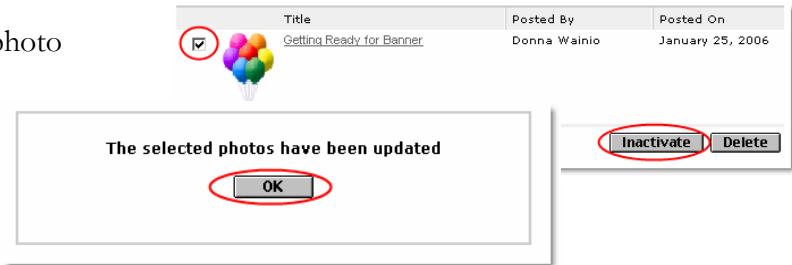 photo
Title Posted By Posted On
Getting Ready for Banner Donna Wainio January 25, 2006
Inactivate Delete
The selected photos have been updated
OK